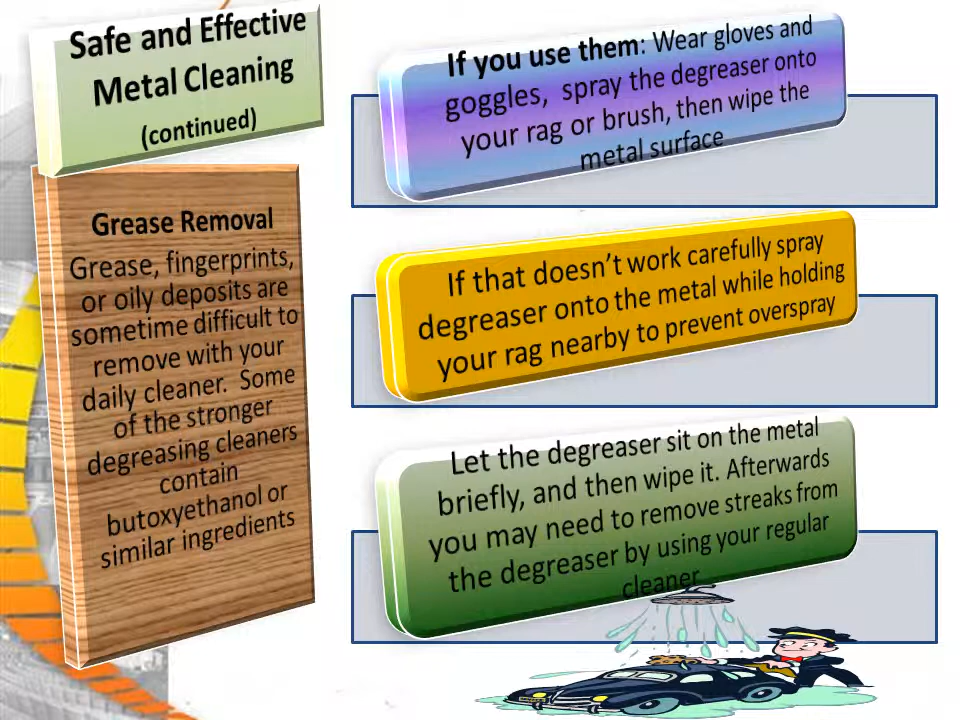 Safe and Effective
Metal Cleaning
(continued)
Grease Removal
Grease, fingerprints,
or oily deposits are
sometime difficult to
remove with your
daily cleaner.  Some
of the stronger
degreasing cleaners
contain
butoxyethanol or
similar ingredients
If you use them: Wear gloves and
goggles,  spray the degreaser onto
your rag or brush, then wipe the
metal surface
If that doesn’t work carefully spray
degreaser onto the metal while holding
your rag nearby to prevent overspray
Let the degreaser sit on the metal
briefly, and then wipe it. Afterwards
you may need to remove streaks from
the degreaser by using your regular
cleaner